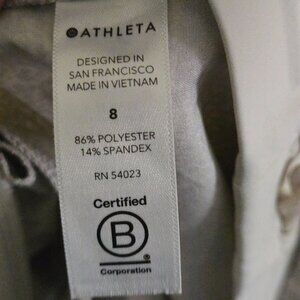 ATHLETA
DESIGNED IN
SAN FRANCISCO
MADE IN VIETNAM
8
86% POLYESTER
14% SPANDEX
RN 54023
Certified
B
Corporation